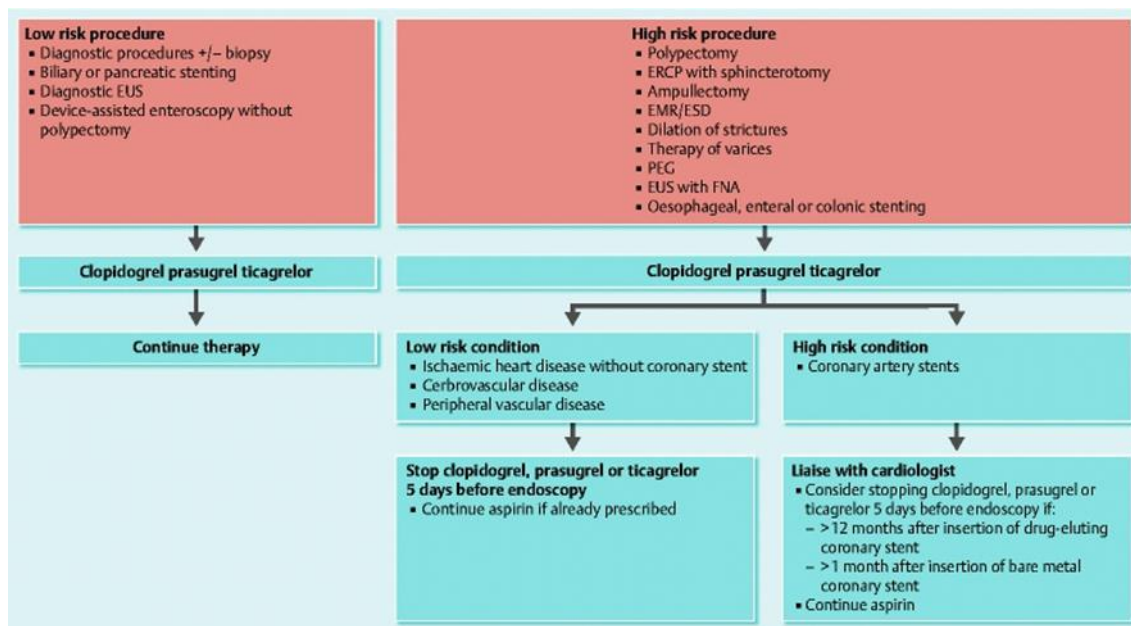 Low risk procedure
▪ Diagnostic procedures +/– biopsy
▪ Biliary or pancreatic stenting
▪ Diagnostic EUS
▪ Device-assisted enteroscopy without
polypectomy
High risk procedure
▪ Polypectomy
▪ ERCP with sphincterotomy
▪ Ampullectomy
▪ EMR/ESD
▪ Dilation of strictures
▪ Therapy of varices
▪ PEG
▪ EUS with FNA
▪ Oesophageal, enteral or colonic stenting
Clopidogrel prasugrel ticagrelor
Clopidogrel prasugrel ticagrelor
Continue therapy
Low risk condition
▪ Ischaemic heart disease without coronary stent
▪ Cerbrovascular disease
▪ Peripheral vascular disease
High risk condition
▪ Coronary artery stents
Stop clopidogrel, prasugrel or ticagrelor
5 days before endoscopy
▪ Continue aspirin if already prescribed
Liaise with cardiologist
▪ Consider stopping clopidogrel, prasugrel or
ticagrelor 5 days before endoscopy if:
– >12 months after insertion of drug-eluting
coronary stent
– >1 month after insertion of bare metal
coronary stent
▪ Continue aspirin